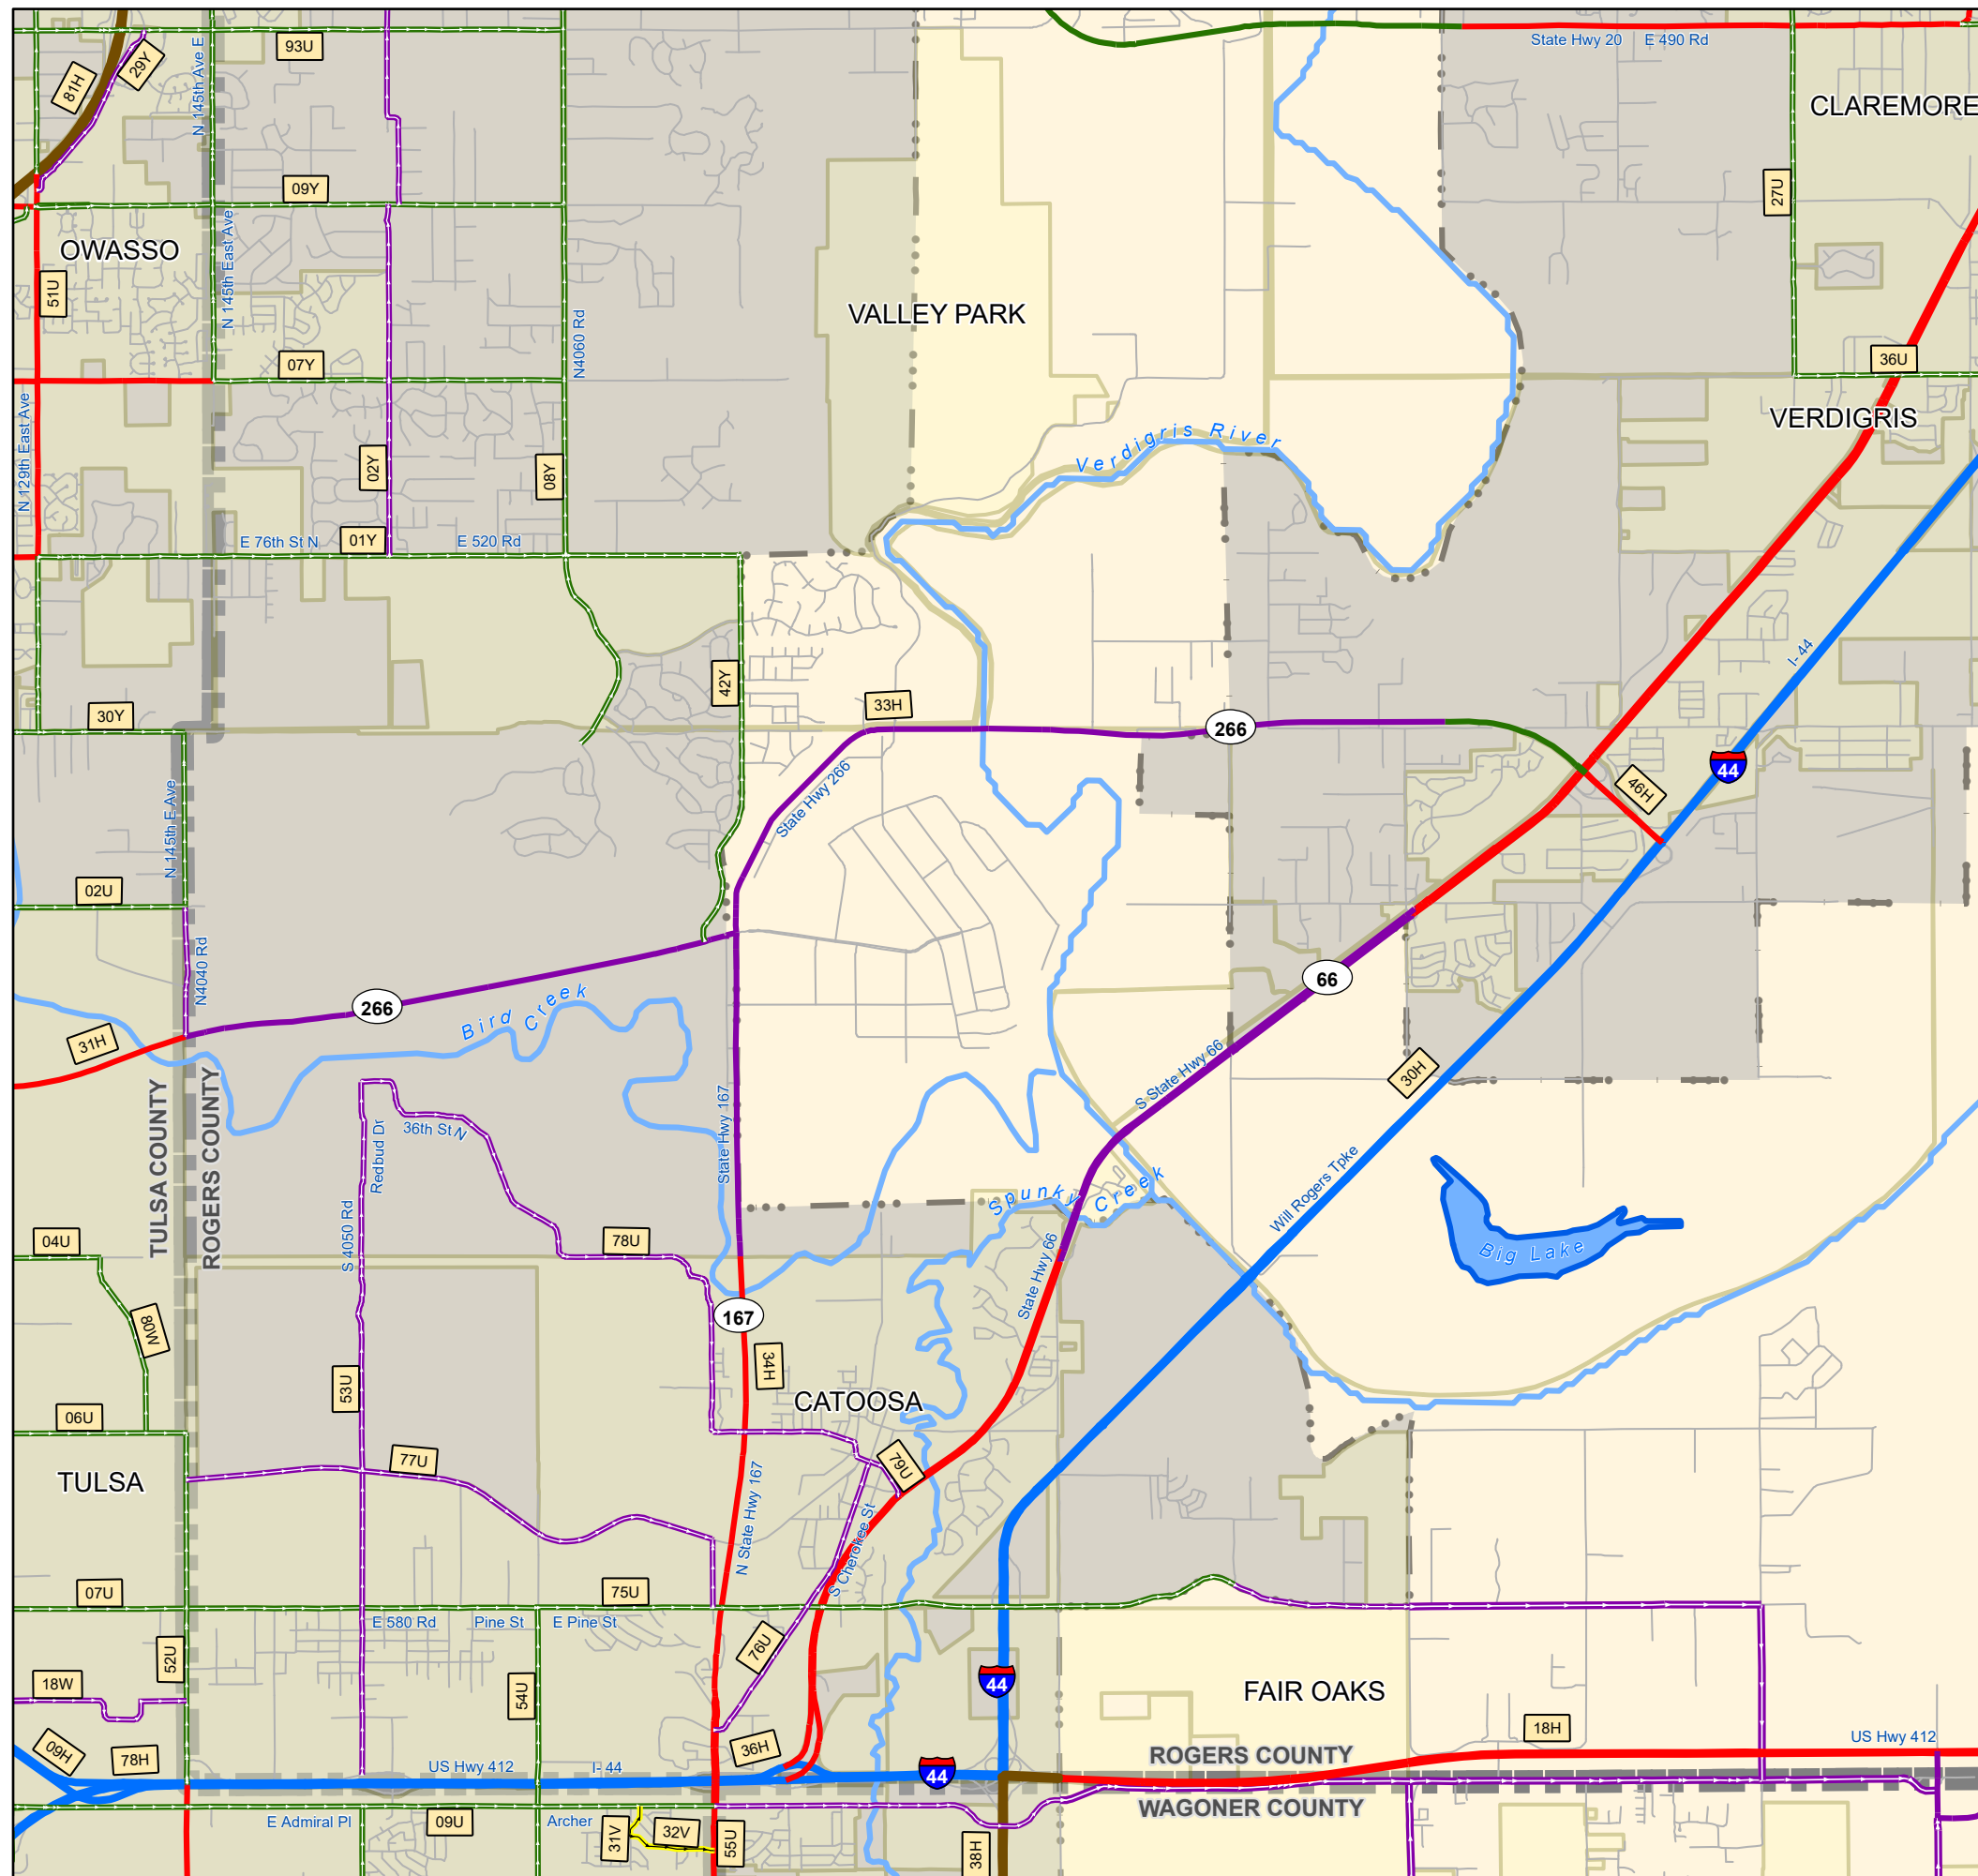 State Hwy 20
E 490 Rd
93U
81H
29Y
N 145th Ave E
CLAREMORE
09Y
27U
OWASSO
N 145th East Ave
51U
VALLEY PARK
N4060 Rd
07Y
36U
N 129th East Ave
VERDIGRIS
Verdigris River
02Y
08Y
E 76th St N
01Y
E 520 Rd
I- 44
42Y
33H
30Y
266
44
46H
State Hwy 266
N 145th E Ave
02U
N4040 Rd
66
266
Bird Creek
31H
S State Hwy 66
30H
TULSA COUNTY
ROGERS COUNTY
36th St N
Redbud Dr
State Hwy 167
Will Rogers Tpke
Spunky Creek
S 4050 Rd
04U
78U
State Hwy 66
Big Lake
80W
167
34H
53U
CATOOSA
06U
77U
79U
TULSA
N State Hwy 167
S Cherokee St
07U
75U
E 580 Rd
Pine St
E Pine St
52U
76U
18W
54U
44
FAIR OAKS
09H
78H
36H
18H
US Hwy 412
ROGERS COUNTY
US Hwy 412
I- 44
44
WAGONER COUNTY
E Admiral Pl
09U
Archer
31V
32V
55U
38H